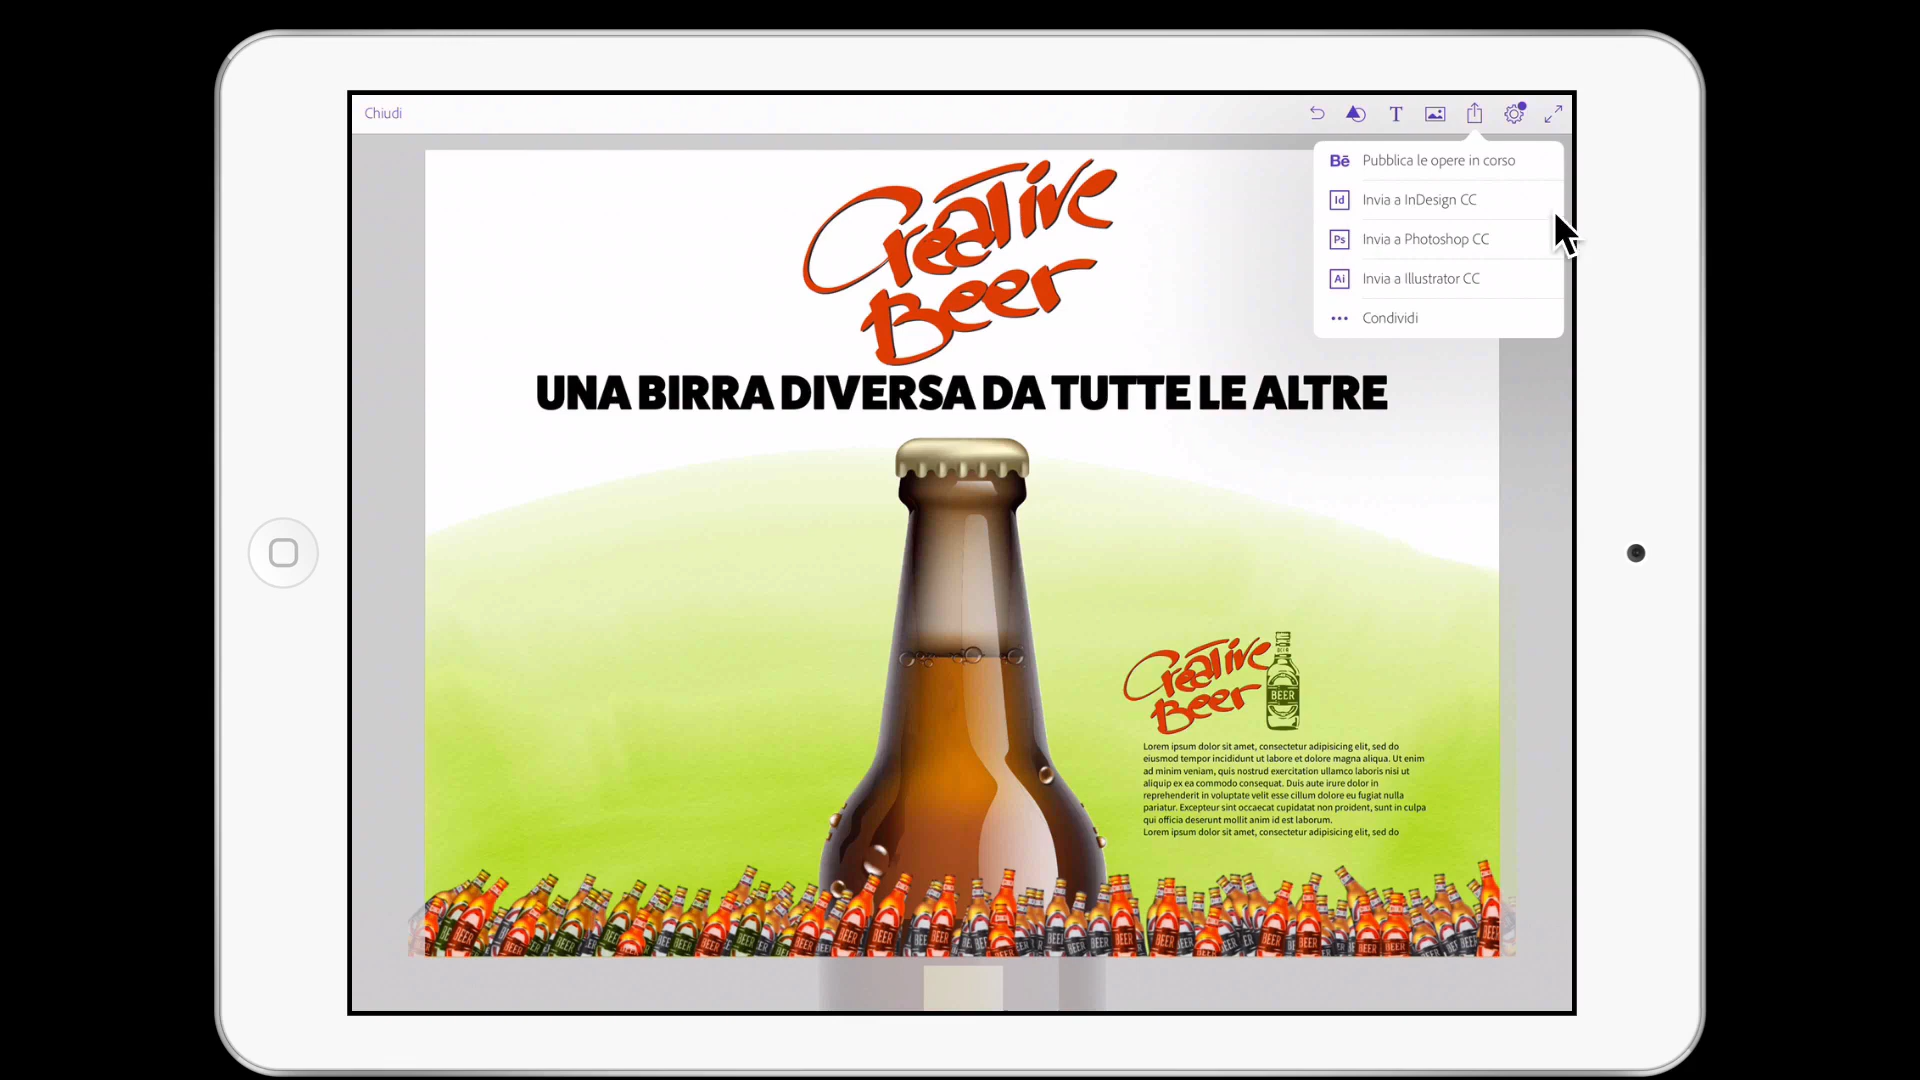 Chiudi
T
Bē Pubblica le opere in corso
Id Invia a InDesign CC
Ps Invia a Photoshop CC
Ai Invia a Illustrator CC
Condividi
Creative
Beer
UNA BIRRA DIVERSA DA TUTTE LE ALTRE
Creative
Beer
BEER
Lorem ipsum dolor sit amet, consectetur adipisicing elit, sed do
eiusmod tempor incididunt ut labore et dolore magna aliqua. Ut enim
ad minim veniam, quis nostrud exercitation ullamco laboris nisi ut
aliquip ex ea commodo consequat. Duis aute irure dolor in
reprehenderit in voluptate velit esse cillum dolore eu fugiat nulla
pariatur. Excepteur sint occaecat cupidatat non proident, sunt in culpa
qui officia deserunt mollit anim id est laborum.
Lorem ipsum dolor sit amet, consectetur adipisicing elit, sed do